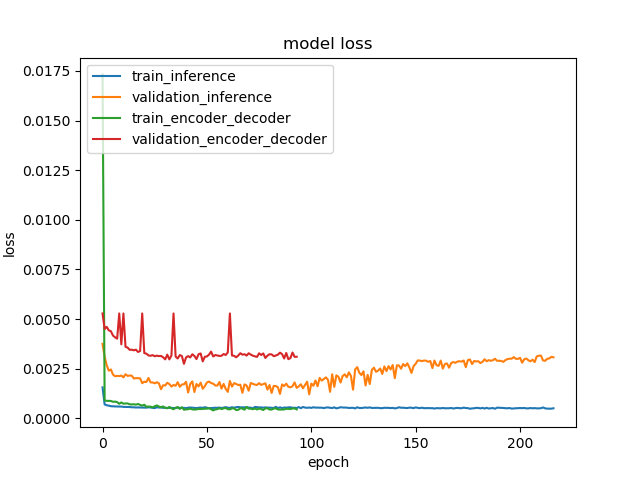 model loss
train_inference
validation_inference
train_encoder_decoder
validation_encoder_decoder
loss
0.0175
0.0150
0.0125
0.0100
0.0075
0.0050
0.0025
0.0000
0 50 100 150 200
epoch